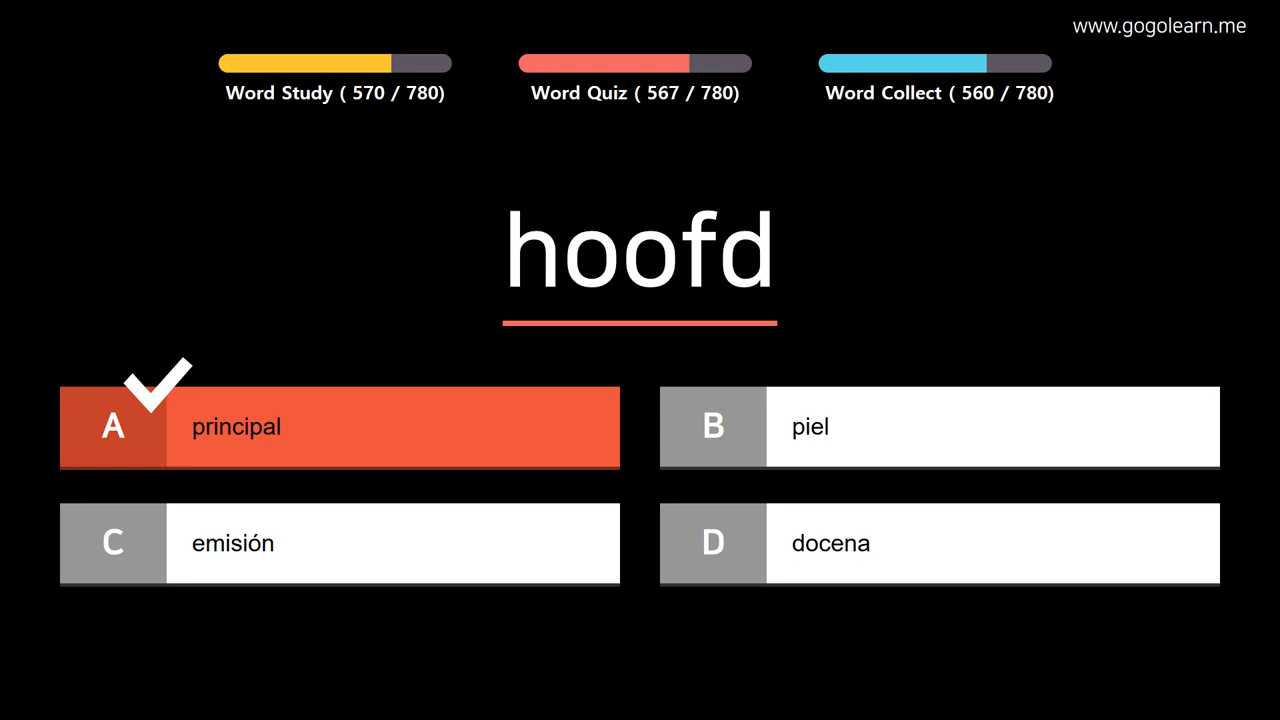 www.gogolearn.me
Word Study ( 570 / 780)
Word Quiz ( 567 / 780)
Word Collect ( 560 / 780)
hoofd
A principal
B piel
C emisión
D docena